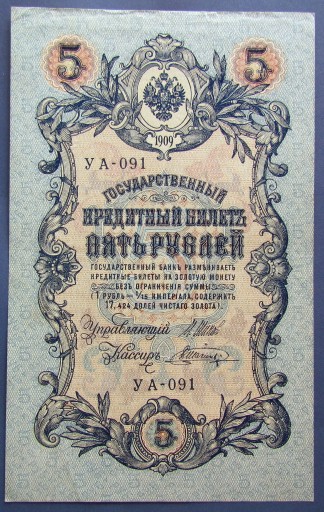 5 5
1909
УА-091
ГОСУДАРСТВЕННЫЙ
КРЕДИТНЫЙ БИЛЕТЪ
ПЯТЬ РУБЛЕЙ
ГОСУДАРСТВЕННЫЙ БАНКЪ РАЗМѢНИВАЕТЪ
КРЕДИТНЫЕ БИЛЕТЫ НА ЗОЛОТУЮ МОНЕТУ
БЕЗЪ ОГРАНИЧЕНІЯ СУММЫ
(1 РУБЛЬ = 1/15 ИМПЕРІАЛА, СОДЕРЖИТЪ
17,424 ДОЛЕЙ ЧИСТАГО ЗОЛОТА).
Управляющій
Кассиръ
УА-091
5